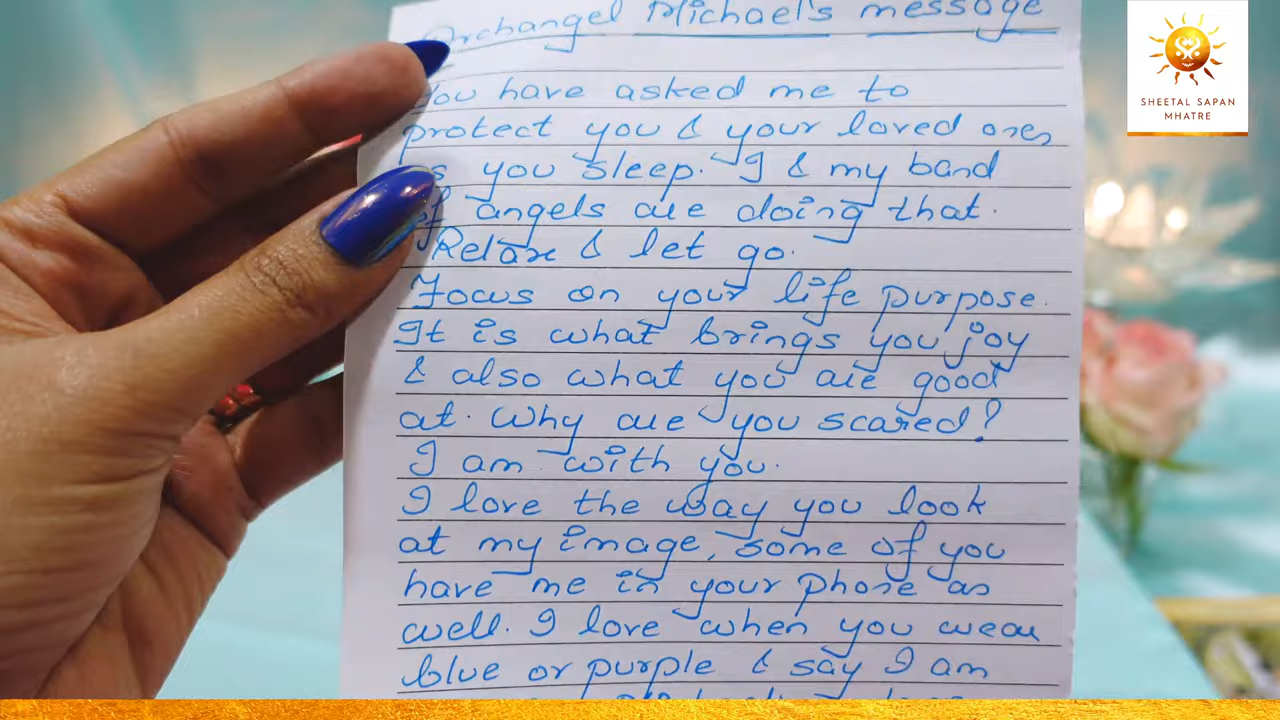 Archangel Michael's message
You have asked me to
protect you & your loved ones
as you sleep. I & my band
of angels are doing that.
Relax & let go.
Focus on your life purpose.
It is what brings you joy
& also what you are good
at. Why are you scared?
I am with you.
I love the way you look
at my image, some of you
have me in your phone as
well. I love when you wear
blue or purple & say I am
SHEETAL SAPAN
MHATRE